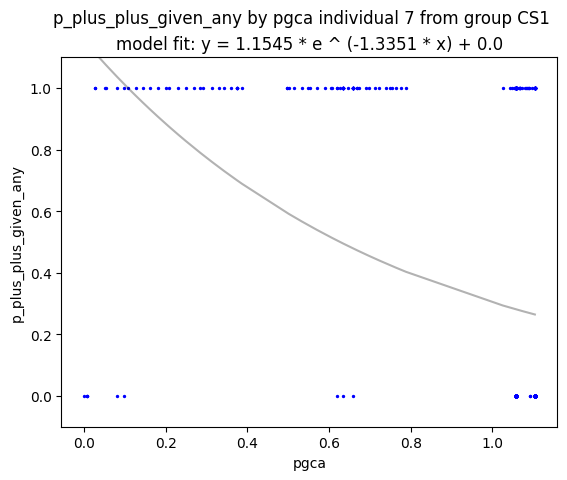 p_plus_plus_given_any by pgca individual 7 from group CS1
model fit: y = 1.1545 * e ^ (-1.3351 * x) + 0.0
1.0
0.8
0.6
0.4
0.2
0.0
p_plus_plus_given_any
0.0 0.2 0.4 0.6 0.8 1.0
pgca